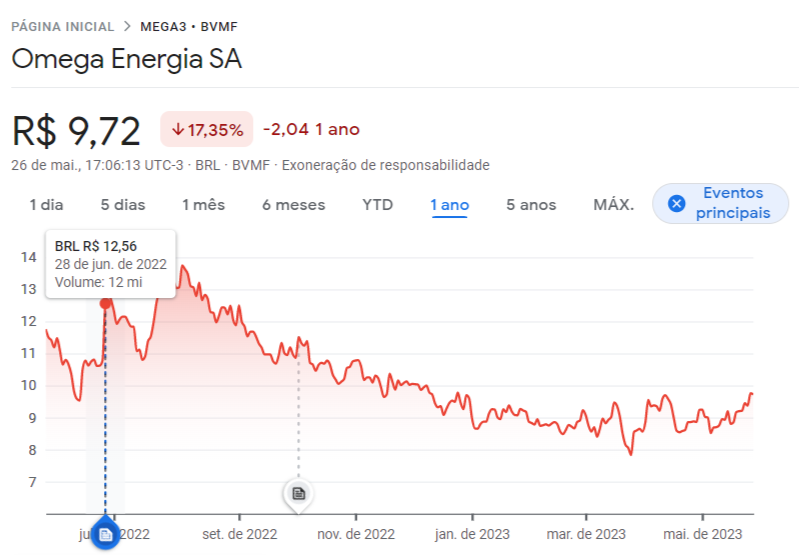 PÁGINA INICIAL > MEGA3 • BVMF
Omega Energia SA
R$ 9,72 ↓17,35% -2,04 1 ano
26 de mai., 17:06:13 UTC-3 · BRL · BVMF · Exoneração de responsabilidade
1 dia 5 dias 1 mês 6 meses YTD 1 ano 5 anos MÁX. Eventos
principais
BRL R$ 12,56
28 de jun. de 2022
Volume: 12 mi
14
13
12
11
10
9
8
7
2022 set. de 2022 nov. de 2022 jan. de 2023 mar. de 2023 mai. de 2023